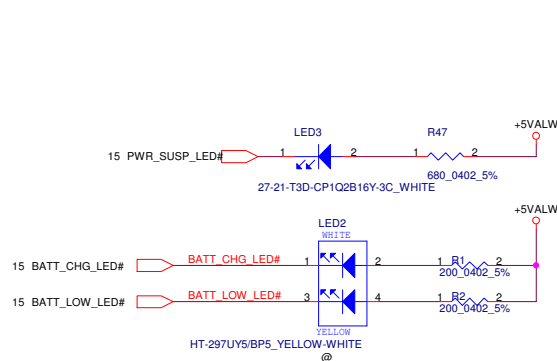 +5VALW
LED3 R47
15 PWR_SUSP_LED# 1 2 1 2
680_0402_5%
27-21-T3D-CP1Q2B16Y-3C_WHITE
+5VALW
LED2
WHITE
15 BATT_CHG_LED# BATT_CHG_LED# 1 2 1 R1 2
200_0402_5%
15 BATT_LOW_LED# BATT_LOW_LED# 3 4 1 R2 2
200_0402_5%
YELLOW
HT-297UY5/BP5_YELLOW-WHITE
@